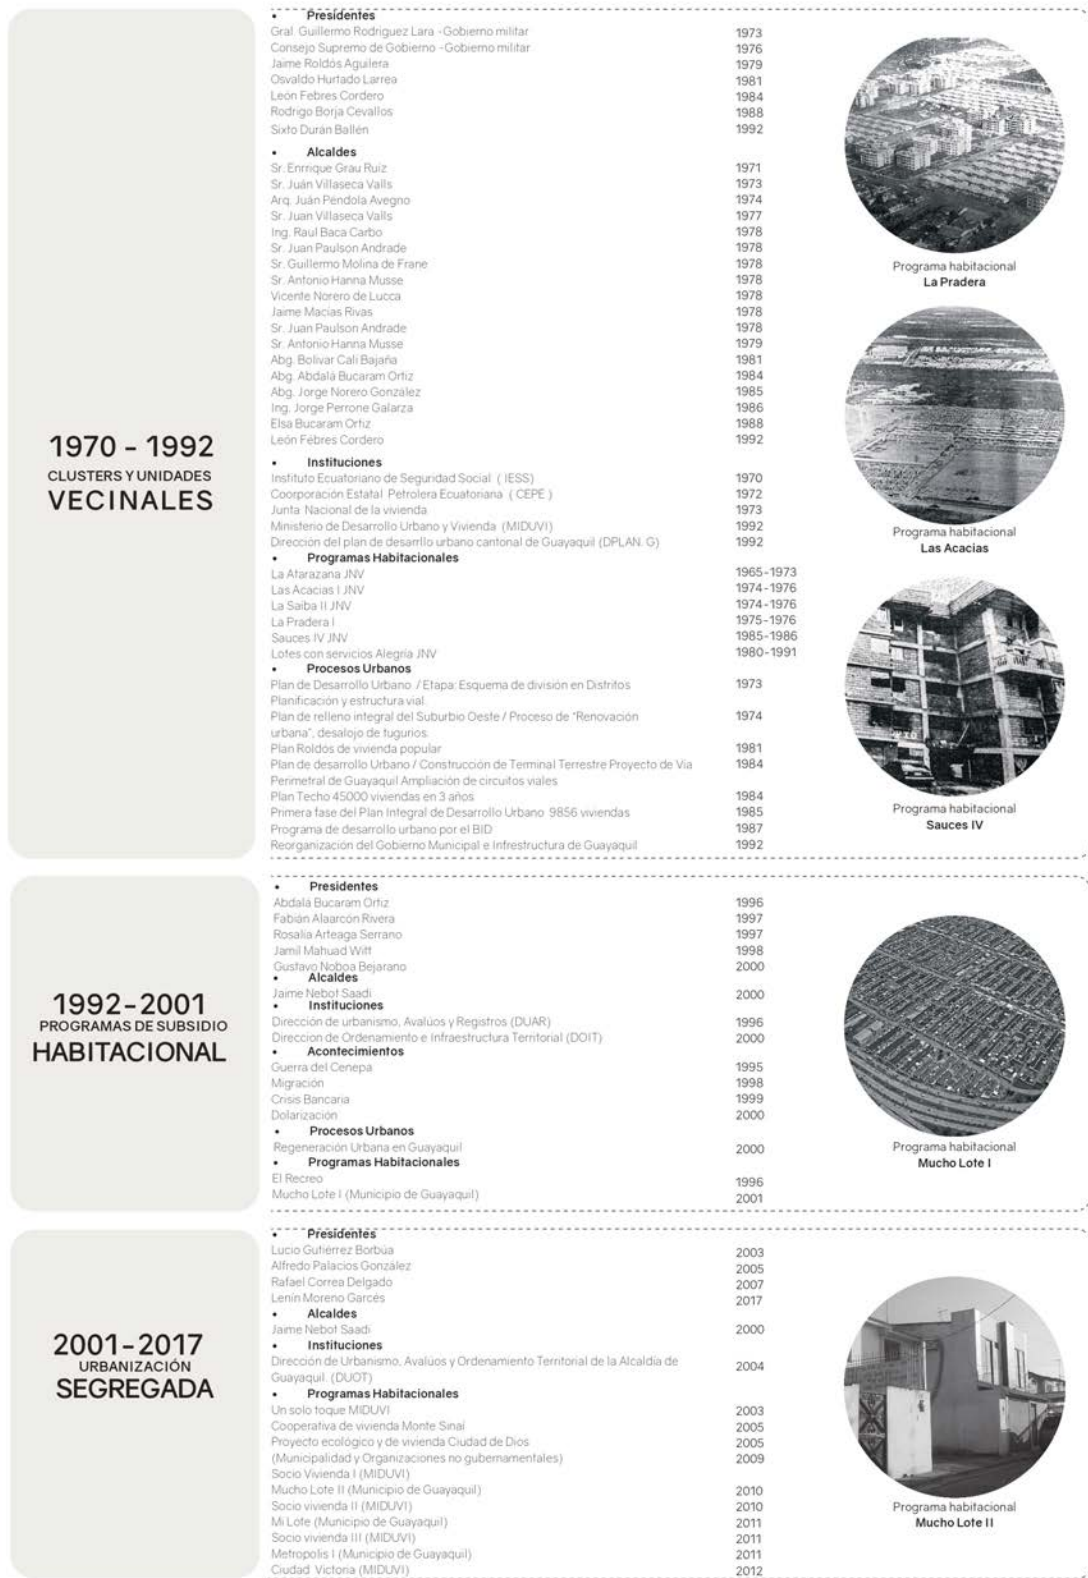 1970 - 1992
CLUSTERS Y UNIDADES
VECINALES
• Presidentes
Gral. Guillermo Rodriguez Lara -Gobierno militar 1973
Consejo Supremo de Gobierno -Gobierno militar 1976
Jaime Roldós Aguilera 1979
Osvaldo Hurtado Larrea 1981
León Febres Cordero 1984
Rodrigo Borja Cevallos 1988
Sixto Durán Ballén 1992
• Alcaldes
Sr. Enrrique Grau Ruiz 1971
Sr. Juán Villaseca Valls 1973
Arq. Juán Péndola Avegno 1974
Sr. Juan Villaseca Valls 1977
Ing. Raul Baca Carbo 1978
Sr. Juan Paulson Andrade 1978
Sr. Guillermo Molina de Frane 1978
Sr. Antonio Hanna Musse 1978
Vicente Norero de Lucca 1978
Jaime Macias Rivas 1978
Sr. Juan Paulson Andrade 1978
Sr. Antonio Hanna Musse 1979
Abg. Bolivar Cali Bajaña 1981
Abg. Abdalá Bucaram Ortiz 1984
Abg. Jorge Norero González 1985
Ing. Jorge Perrone Galarza 1986
Elsa Bucaram Ortiz 1988
León Fébres Cordero 1992
• Instituciones
Instituto Ecuatoriano de Seguridad Social ( IESS) 1970
Coorporación Estatal Petrolera Ecuatoriana ( CEPE ) 1972
Junta Nacional de la vivienda 1973
Ministerio de Desarrollo Urbano y Vivienda (MIDUVI) 1992
Dirección del plan de desarrllo urbano cantonal de Guayaquil (DPLAN. G) 1992
• Programas Habitacionales
La Atarazana JNV 1965-1973
Las Acacias I JNV 1974-1976
La Saiba II JNV 1974-1976
La Pradera I 1975-1976
Sauces IV JNV 1985-1986
Lotes con servicios Alegría JNV 1980-1991
• Procesos Urbanos
Plan de Desarrollo Urbano / Etapa: Esquema de división en Distritos 1973
Planificación y estructura vial.
Plan de relleno integral del Suburbio Oeste / Proceso de "Renovación 1974
urbana", desalojo de tugurios.
Plan Roldós de vivienda popular 1981
Plan de desarrollo Urbano / Construcción de Terminal Terrestre Proyecto de Via 1984
Perimetral de Guayaquil Ampliación de circuitos viales
Plan Techo 45000 viviendas en 3 años 1984
Primera fase del Plan Integral de Desarrollo Urbano 9856 viviendas 1985
Programa de desarrollo urbano por el BID 1987
Reorganización del Gobierno Municipal e Infrestructura de Guayaquil 1992
Programa habitacional
La Pradera
Programa habitacional
Las Acacias
Programa habitacional
Sauces IV
1992-2001
PROGRAMAS DE SUBSIDIO
HABITACIONAL
• Presidentes
Abdalá Bucaram Ortiz 1996
Fabián Alaarcón Rivera 1997
Rosalia Arteaga Serrano 1997
Jamil Mahuad Witt 1998
Gustavo Noboa Bejarano 2000
• Alcaldes
Jaime Nebot Saadi 2000
• Instituciones
Dirección de urbanismo, Avalúos y Registros (DUAR) 1996
Direccion de Ordenamiento e Infraestructura Territorial (DOIT) 2000
• Acontecimientos
Guerra del Cenepa 1995
Migración 1998
Crisis Bancaria 1999
Dolarización 2000
• Procesos Urbanos
Regeneración Urbana en Guayaquil 2000
• Programas Habitacionales
El Recreo 1996
Mucho Lote I (Municipio de Guayaquil) 2001
Programa habitacional
Mucho Lote I
2001-2017
URBANIZACIÓN
SEGREGADA
• Presidentes
Lucio Gutiérrez Borbúa 2003
Alfredo Palacios González 2005
Rafael Correa Delgado 2007
Lenín Moreno Garcés 2017
• Alcaldes
Jaime Nebot Saadi 2000
• Instituciones
Dirección de Urbanismo, Avalúos y Ordenamiento Territorial de la Alcaldía de 2004
Guayaquil. (DUOT)
• Programas Habitacionales
Un solo toque MIDUVI 2003
Cooperativa de vivienda Monte Sinaí 2005
Proyecto ecológico y de vivienda Ciudad de Dios 2005
(Municipalidad y Organizaciones no gubernamentales) 2009
Socio Vivienda I (MIDUVI)
Mucho Lote II (Municipio de Guayaquil) 2010
Socio vivienda II (MIDUVI) 2010
Mi Lote (Municipio de Guayaquil) 2011
Socio vivienda III (MIDUVI) 2011
Metropolis I (Municipio de Guayaquil) 2011
Ciudad Victoria (MIDUVI) 2012
Programa habitacional
Mucho Lote II